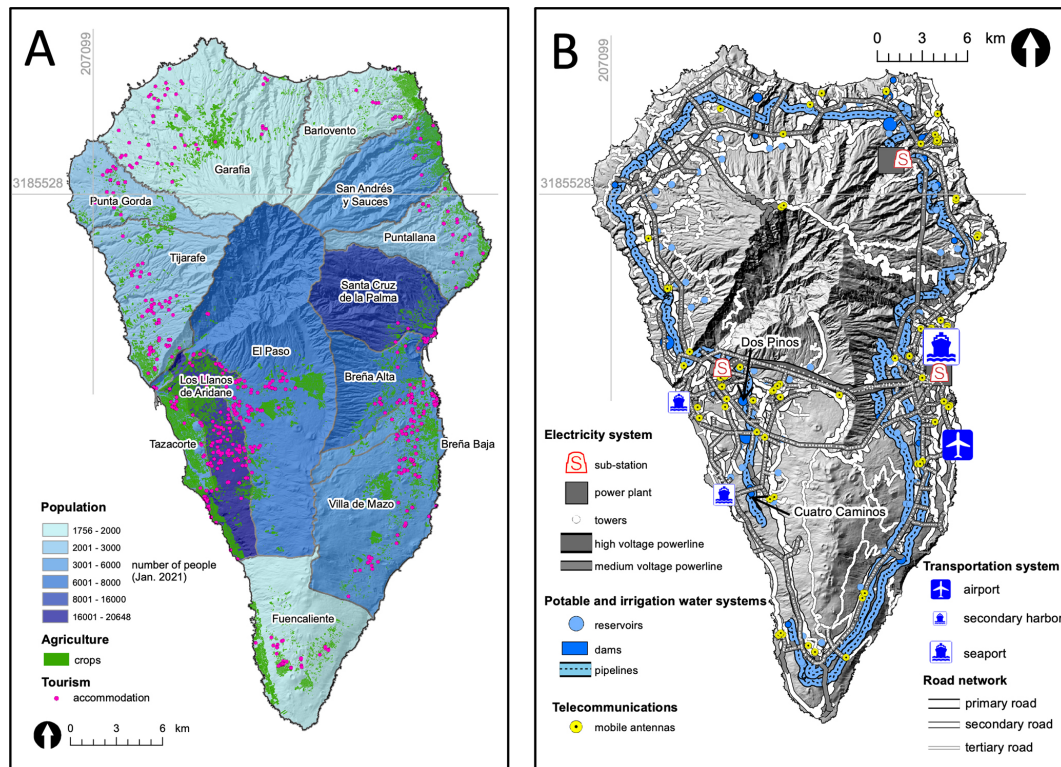 A
207099
3185528
Barlovento
Garafia
San Andrés
y Sauces
Punta Gorda
Puntallana
Tijarafe
Santa Cruz
de la Palma
El Paso
Los Llanos
de Aridane
Breña Alta
Tazacorte
Breña Baja
Villa de Mazo
Fuencaliente
Population
1756 - 2000
2001 - 3000
3001 - 6000
6001 - 8000
8001 - 16000
16001 - 20648
number of people
(Jan. 2021)
Agriculture
crops
Tourism
accommodation
0 3 6
km
B
207099
0 3 6
km
3185528
S
Dos Pinos
S
S
Cuatro Caminos
Electricity system
S
sub-station
power plant
towers
high voltage powerline
medium voltage powerline
Potable and irrigation water systems
reservoirs
dams
pipelines
Telecommunications
mobile antennas
Transportation system
airport
secondary harbor
seaport
Road network
primary road
secondary road
tertiary road